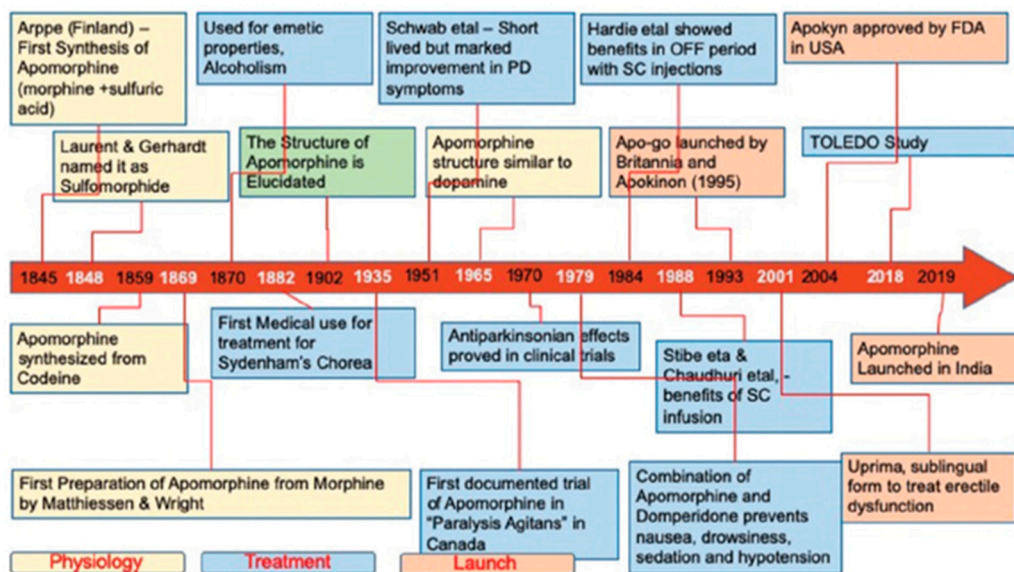 Arppe (Finland) –
First Synthesis of
Apomorphine
(morphine +sulfuric
acid)
Used for emetic
properties,
Alcoholism
Schwab etal – Short
lived but marked
improvement in PD
symptoms
Hardie etal showed
benefits in OFF period
with SC injections
Apokyn approved by FDA
in USA
Laurent & Gerhardt
named it as
Sulfomorphide
The Structure of
Apomorphine is
Elucidated
Apomorphine
structure similar to
dopamine
Apo-go launched by
Britannia and
Apokinon (1995)
TOLEDO Study
1845 1848 1859 1869 1870 1882 1902 1935 1951 1965 1970 1979 1984 1988 1993 2001 2004 2018 2019
Apomorphine
synthesized from
Codeine
First Medical use for
treatment for
Sydenham's Chorea
Antiparkinsonian effects
proved in clinical trials
Stibe eta &
Chaudhuri etal, -
benefits of SC
infusion
Apomorphine
Launched in India
First Preparation of Apomorphine from Morphine
by Matthiessen & Wright
First documented trial
of Apomorphine in
"Paralysis Agitans" in
Canada
Combination of
Apomorphine and
Domperidone prevents
nausea, drowsiness,
sedation and hypotension
Uprima, sublingual
form to treat erectile
dysfunction
Physiology
Treatment
Launch